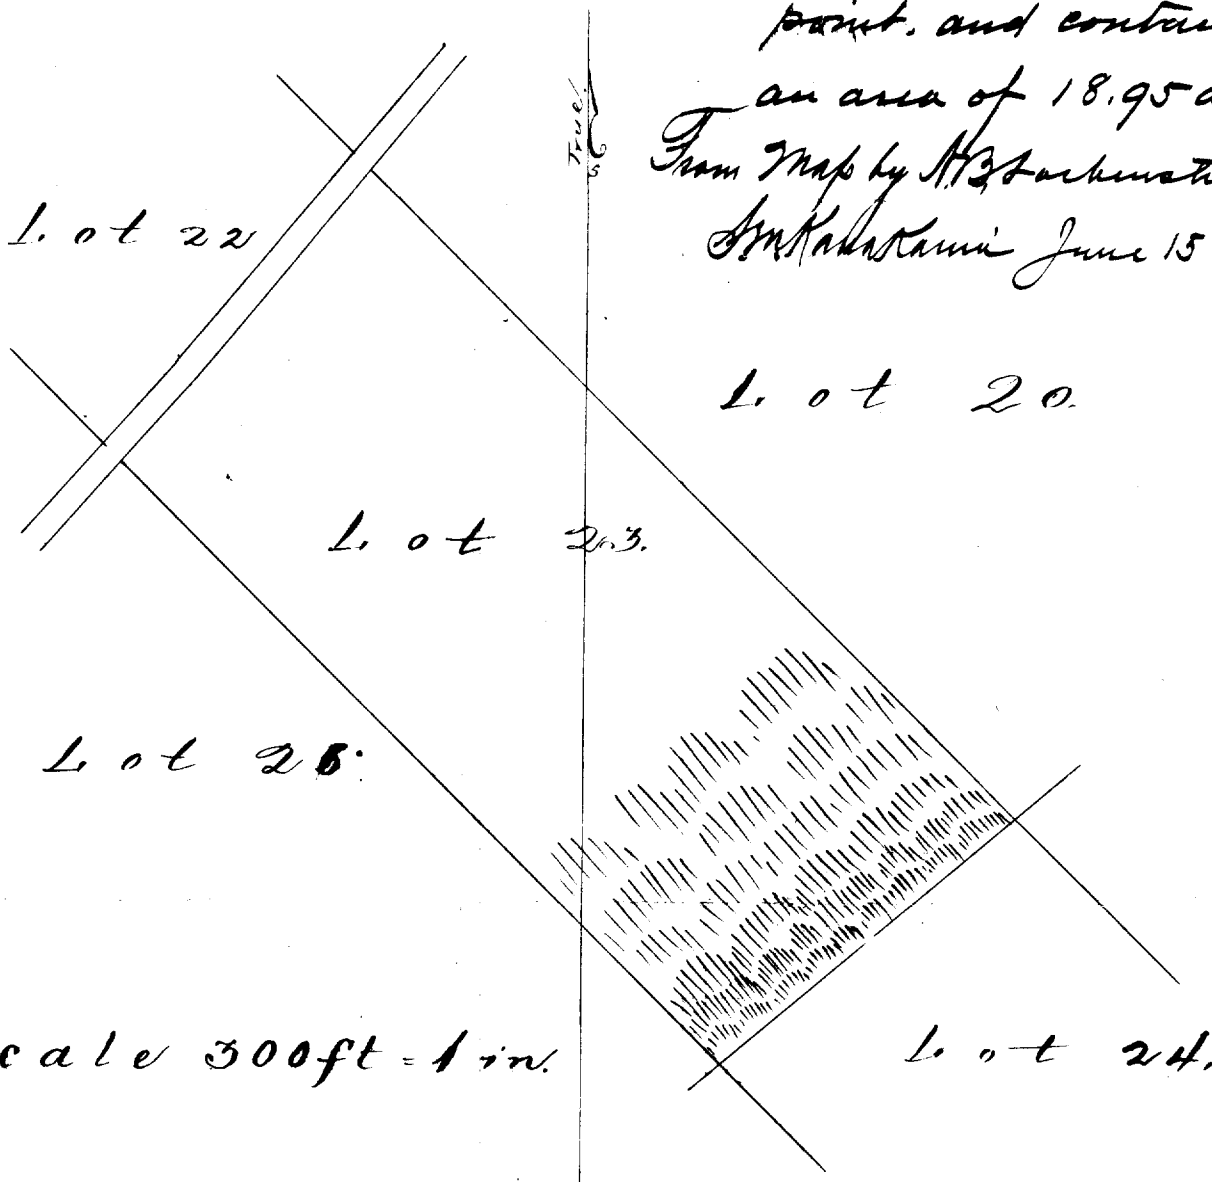 point. and contain
an area of 18.95 a
True
S
From Map by A B
June 15
Lot 22
Lot 20.
Lot 23.
Lot 2
cale 300ft = 1 in.
Lot 24.